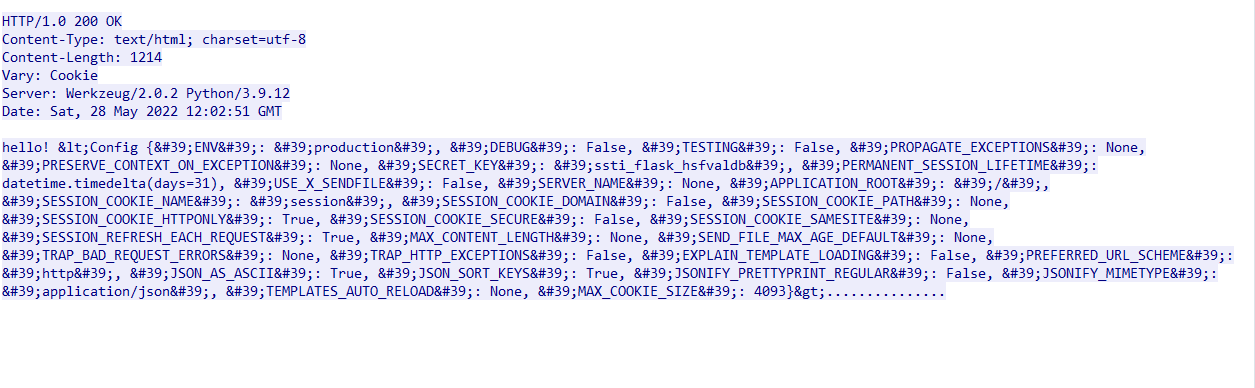 HTTP/1.0 200 OK
Content-Type: text/html; charset=utf-8
Content-Length: 1214
Vary: Cookie
Server: Werkzeug/2.0.2 Python/3.9.12
Date: Sat, 28 May 2022 12:02:51 GMT
hello! &lt;Config {&#39;ENV&#39;: &#39;production&#39;, &#39;DEBUG&#39;: False, &#39;TESTING&#39;: False, &#39;PROPAGATE_EXCEPTIONS&#39;: None,
&#39;PRESERVE_CONTEXT_ON_EXCEPTION&#39;: None, &#39;SECRET_KEY&#39;: &#39;ssti_flask_hsfvaldb&#39;, &#39;PERMANENT_SESSION_LIFETIME&#39;:
datetime.timedelta(days=31), &#39;USE_X_SENDFILE&#39;: False, &#39;SERVER_NAME&#39;: None, &#39;APPLICATION_ROOT&#39;: &#39;/&#39;,
&#39;SESSION_COOKIE_NAME&#39;: &#39;session&#39;, &#39;SESSION_COOKIE_DOMAIN&#39;: False, &#39;SESSION_COOKIE_PATH&#39;: None,
&#39;SESSION_COOKIE_HTTPONLY&#39;: True, &#39;SESSION_COOKIE_SECURE&#39;: False, &#39;SESSION_COOKIE_SAMESITE&#39;: None,
&#39;SESSION_REFRESH_EACH_REQUEST&#39;: True, &#39;MAX_CONTENT_LENGTH&#39;: None, &#39;SEND_FILE_MAX_AGE_DEFAULT&#39;: None,
&#39;TRAP_BAD_REQUEST_ERRORS&#39;: None, &#39;TRAP_HTTP_EXCEPTIONS&#39;: False, &#39;EXPLAIN_TEMPLATE_LOADING&#39;: False, &#39;PREFERRED_URL_SCHEME&#39;:
&#39;http&#39;, &#39;JSON_AS_ASCII&#39;: True, &#39;JSON_SORT_KEYS&#39;: True, &#39;JSONIFY_PRETTYPRINT_REGULAR&#39;: False, &#39;JSONIFY_MIMETYPE&#39;:
&#39;application/json&#39;, &#39;TEMPLATES_AUTO_RELOAD&#39;: None, &#39;MAX_COOKIE_SIZE&#39;: 4093}&gt;...............